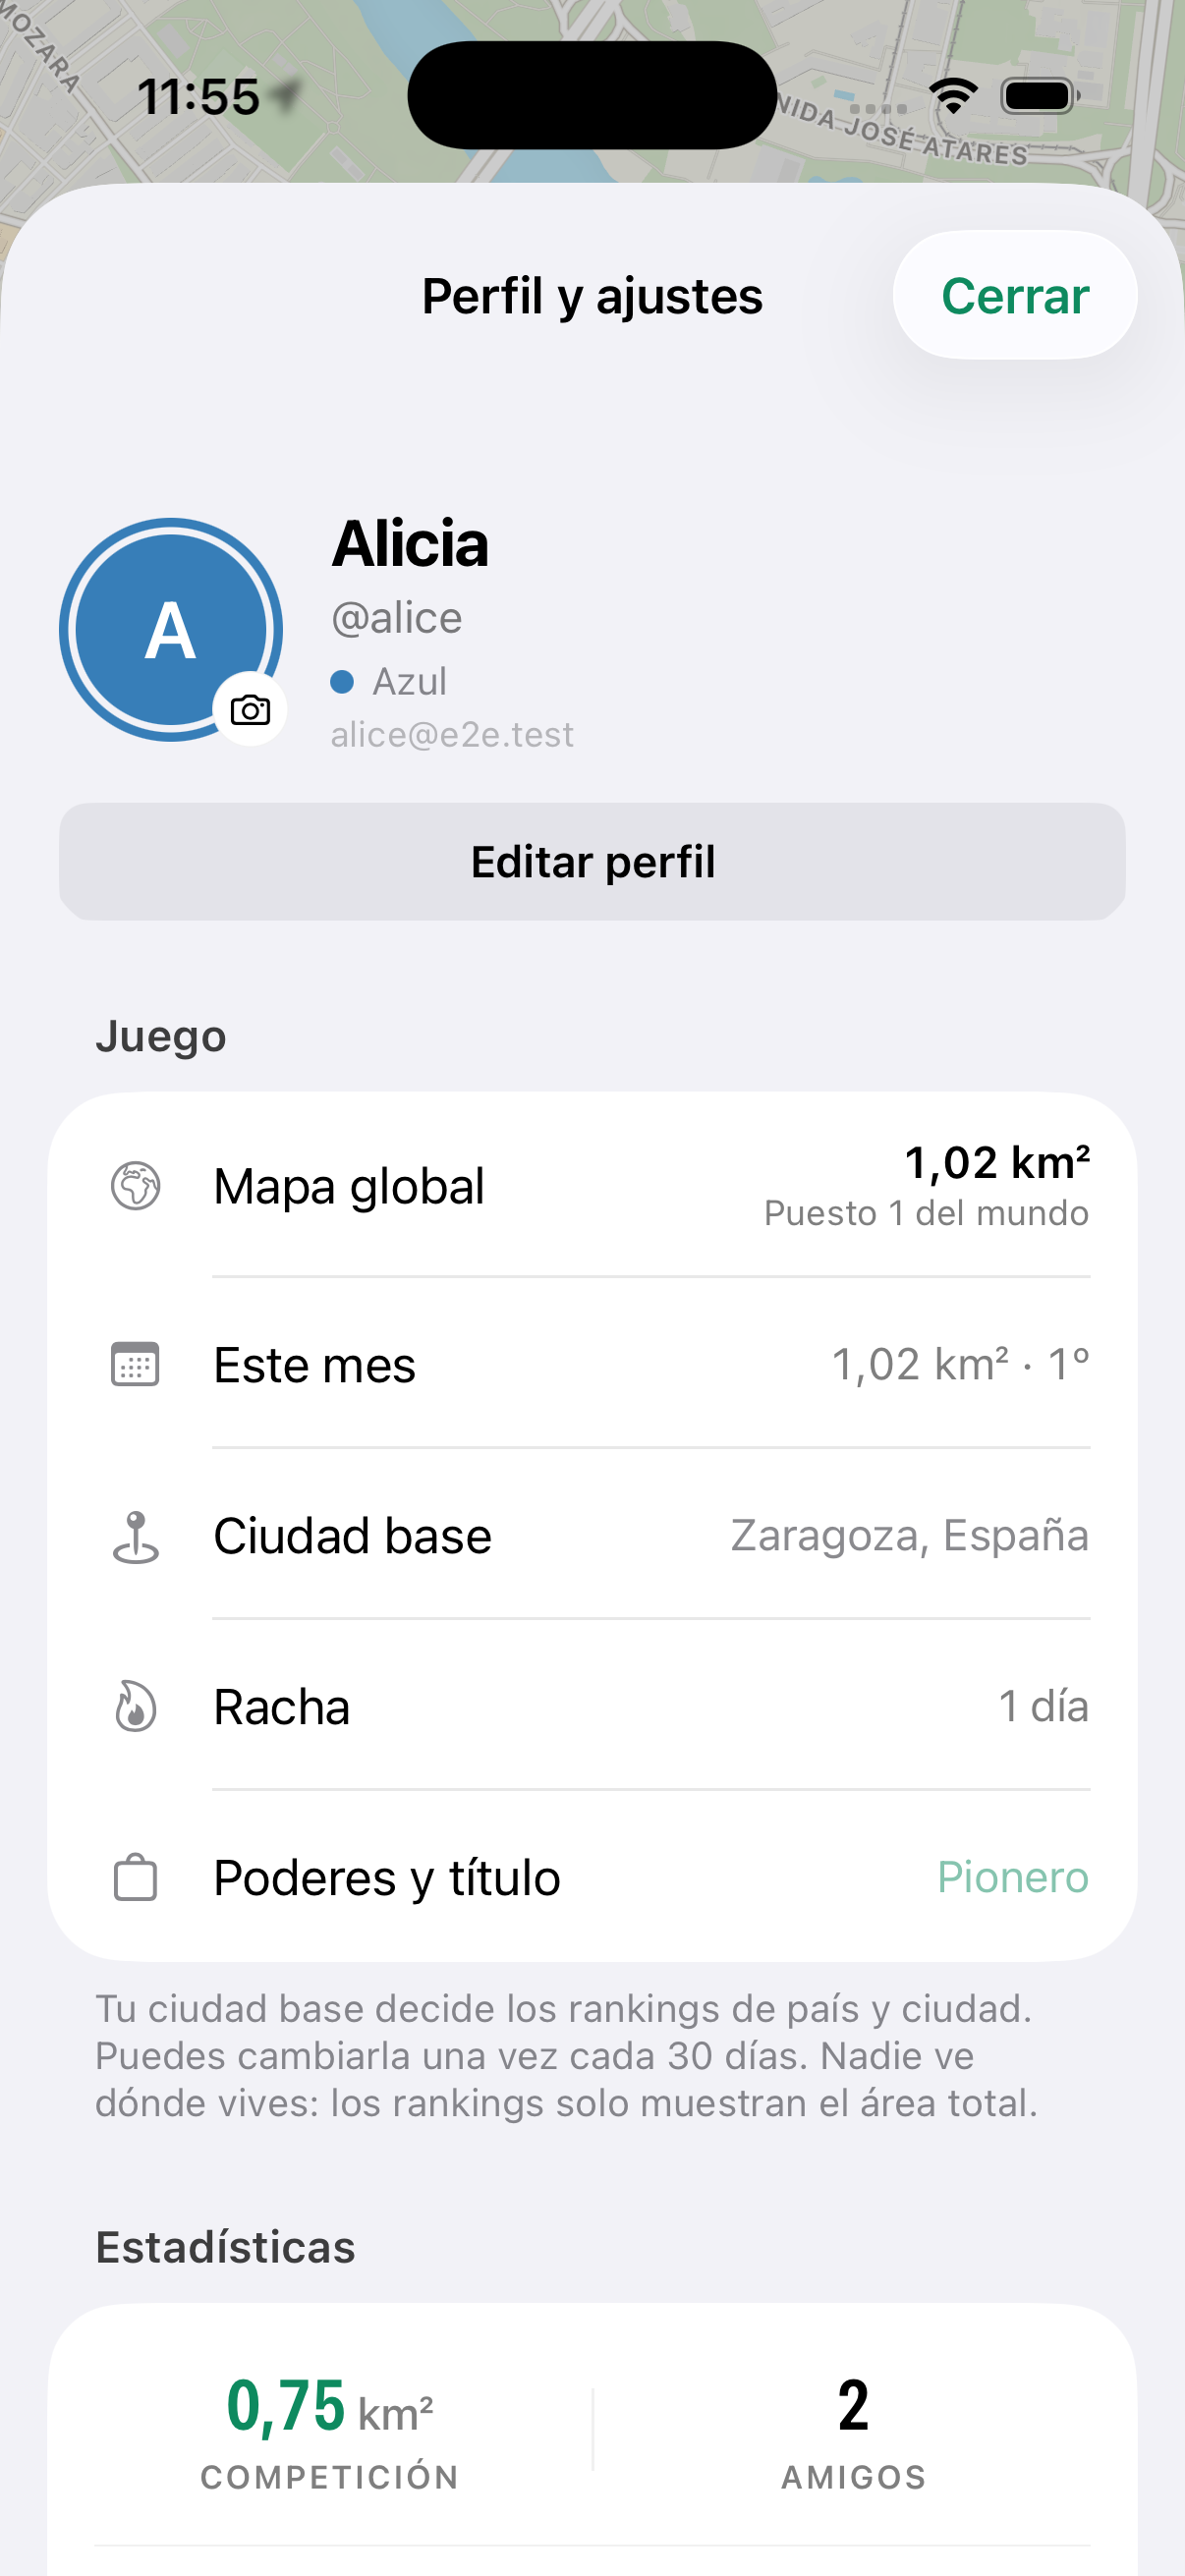 MOZARA
11:55
NIDA JOSÉ ATARES
Perfil y ajustes
Cerrar
A
Alicia
@alice
Azul
alice@e2e.test
Editar perfil
Juego
Mapa global
1,02 km²
Puesto 1 del mundo
Este mes
1,02 km² · 1º
Ciudad base
Zaragoza, España
Racha
1 día
Poderes y título
Pionero
Tu ciudad base decide los rankings de país y ciudad.
Puedes cambiarla una vez cada 30 días. Nadie ve
dónde vives: los rankings solo muestran el área total.
Estadísticas
0,75 km²
COMPETICIÓN
2
AMIGOS